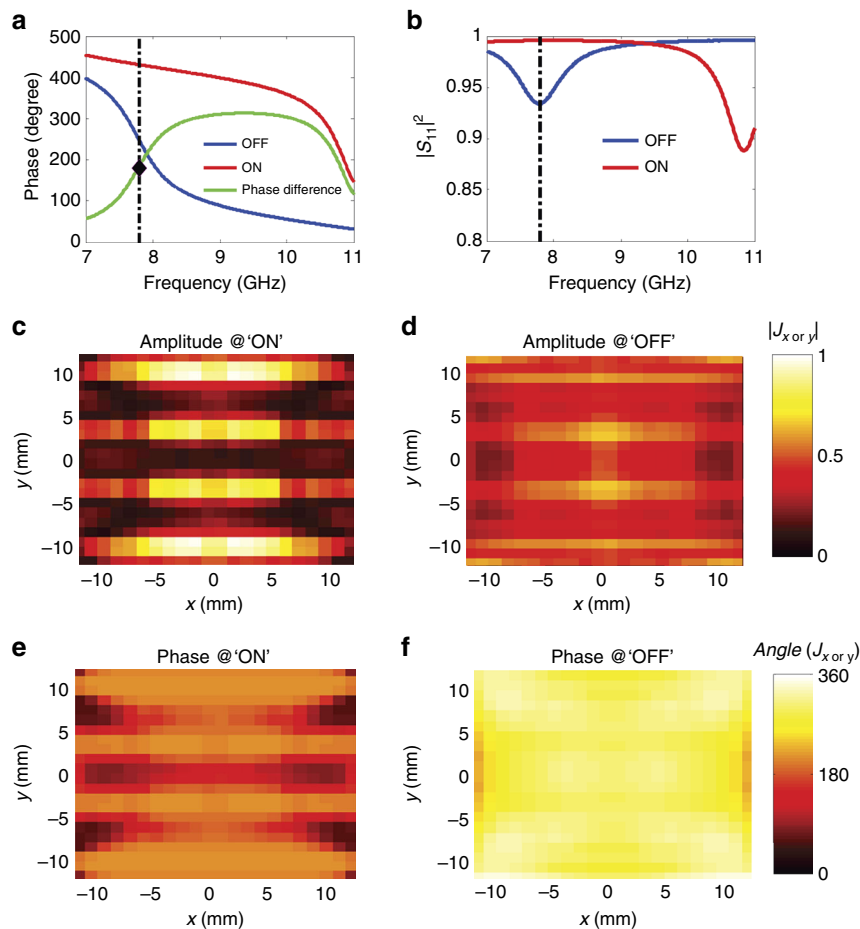 a
500
400
300
200
100
0
Phase (degree)
OFF
ON
Phase difference
7 8 9 10 11
Frequency (GHz)
b
1
0.95
0.9
0.85
0.8
|S11|²
OFF
ON
7 8 9 10 11
Frequency (GHz)
c
Amplitude @‘ON’
10
5
0
–5
–10
y (mm)
–10 –5 0 5 10
x (mm)
d
Amplitude @‘OFF’
10
5
0
–5
–10
y (mm)
–10 –5 0 5 10
x (mm)
|Jx or y|
1
0.5
0
e
Phase @‘ON’
10
5
0
–5
–10
y (mm)
–10 –5 0 5 10
x (mm)
f
Phase @‘OFF’
10
5
0
–5
–10
y (mm)
–10 –5 0 5 10
x (mm)
Angle (Jx or y)
360
180
0